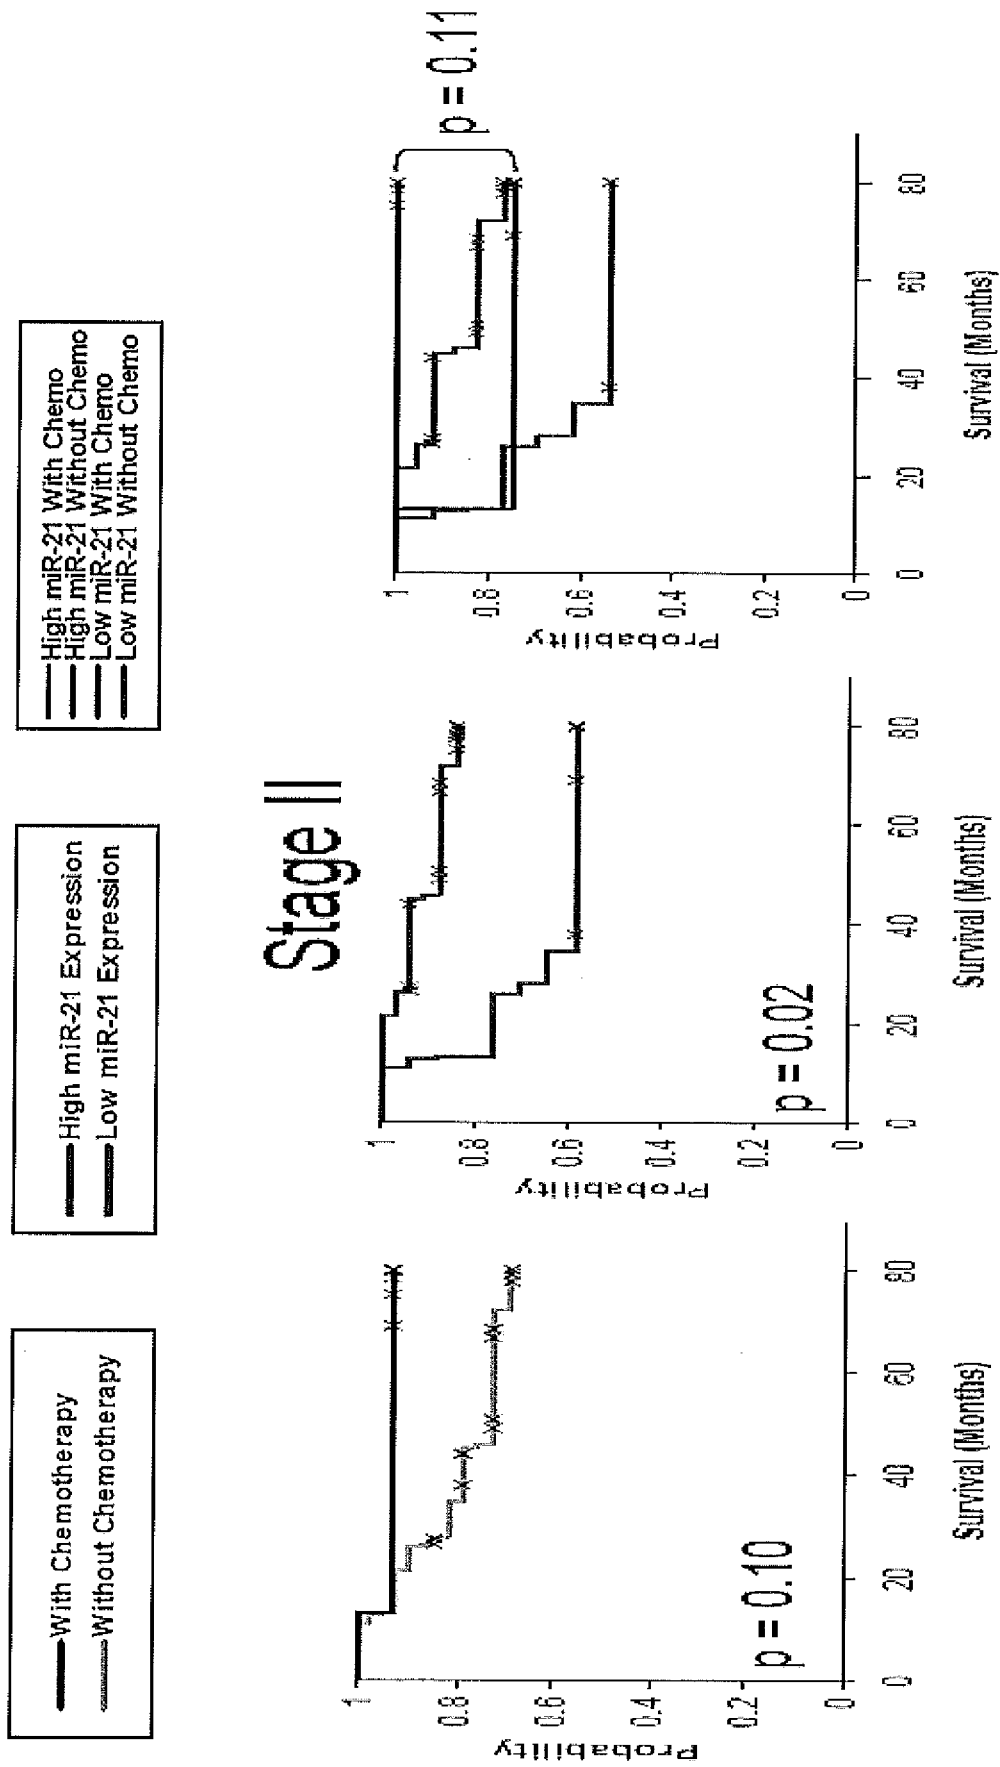 With Chemotherapy
Without Chemotherapy
High miR-21 Expression
Low miR-21 Expression
High miR-21 With Chemo
High miR-21 Without Chemo
Low miR-21 With Chemo
Low miR-21 Without Chemo
Stage II
Probability
1
0.8
0.6
0.4
0.2
0
p = 0.10
0 20 40 60 80
Survival (Months)
Probability
1
0.8
0.6
0.4
0.2
0
p = 0.02
0 20 40 60 80
Survival (Months)
Probability
1
0.8
0.6
0.4
0.2
0
p = 0.11
0 20 40 60 80
Survival (Months)